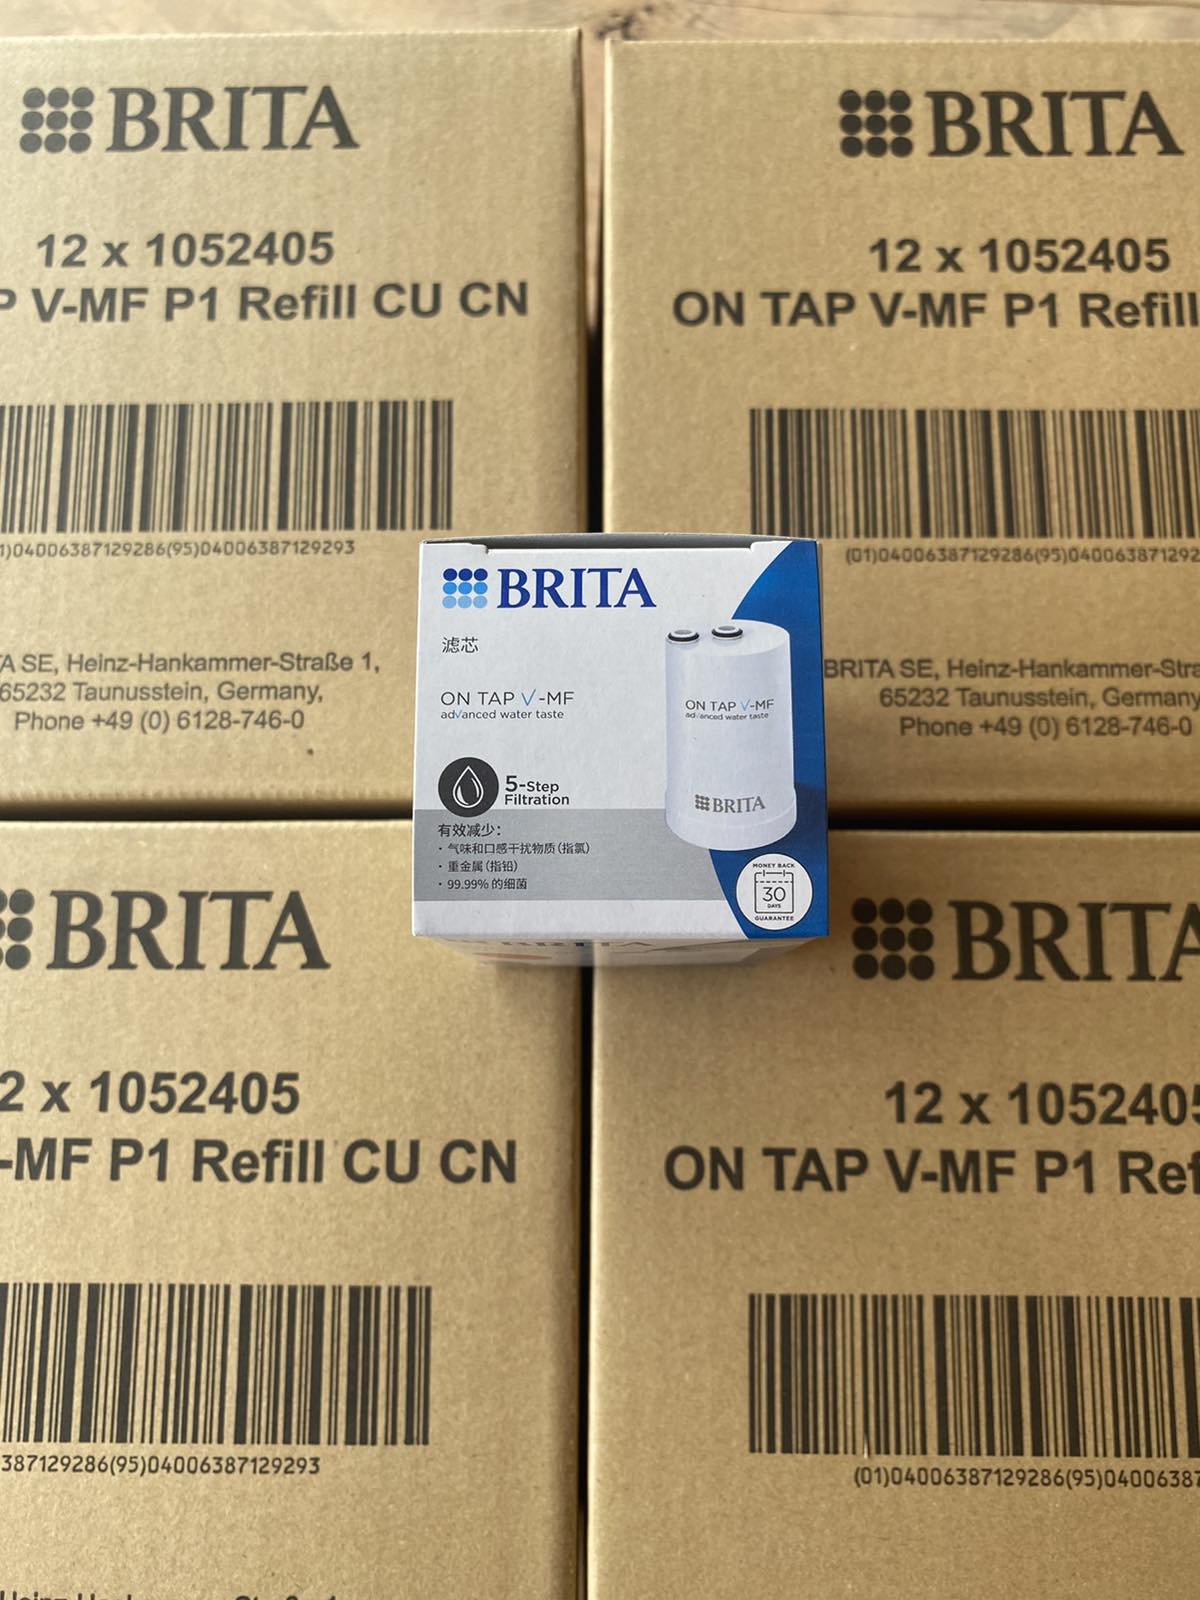 BRITA
12 x 1052405
P V-MF P1 Refill CU CN
1)04006387129286(95)04006387129293
TA SE, Heinz-Hankammer-Straße 1,
65232 Taunusstein, Germany,
Phone +49 (0) 6128-746-0
BRITA
12 x 1052405
ON TAP V-MF P1 Refill
(01)04006387129286(95)040063871292
BRITA SE, Heinz-Hankammer-Stra
65232 Taunusstein, Germany
Phone +49 (0) 6128-746-0
BRITA
滤芯
ON TAP V-MF
advanced water taste
5-Step
Filtration
有效减少：
· 气味和口感干扰物质（指氯）
· 重金属（指铅）
· 99.99% 的细菌
ON TAP V-MF
advanced water taste
BRITA
MONEY BACK
30
DAYS
GUARANTEE
BRITA
BRITA
2 x 1052405
-MF P1 Refill CU CN
387129286(95)04006387129293
BRITA
12 x 1052405
ON TAP V-MF P1 Ref
(01)04006387129286(95)0400638